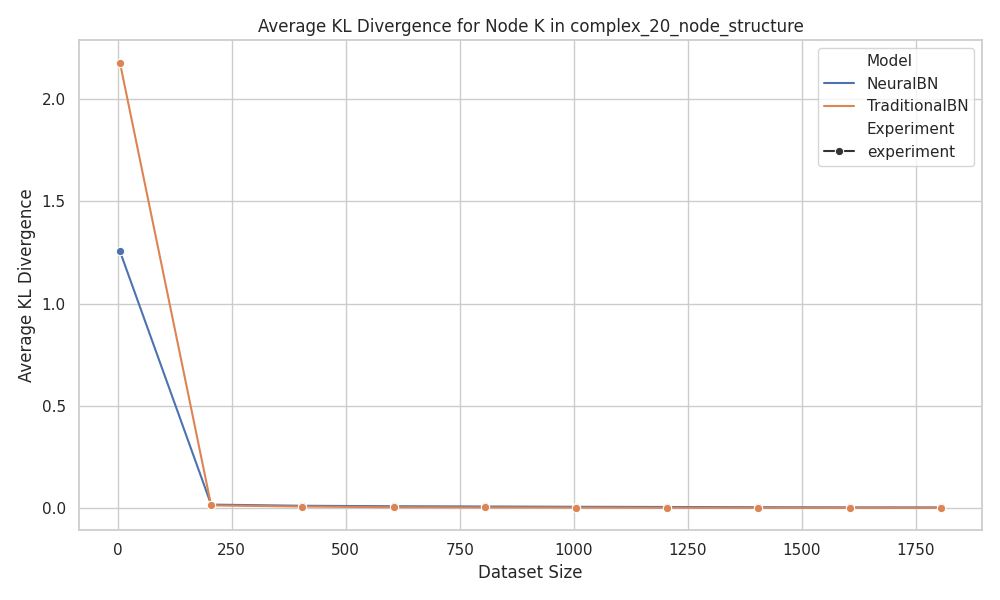 Average KL Divergence for Node K in complex_20_node_structure
Model
NeuralBN
TraditionalBN
Experiment
experiment
Average KL Divergence
2.0
1.5
1.0
0.5
0.0
0 250 500 750 1000 1250 1500 1750
Dataset Size